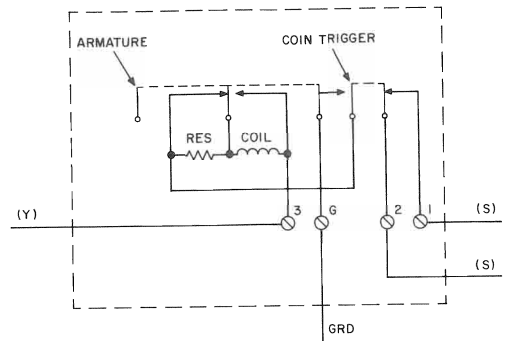 ARMATURE
COIN TRIGGER
RES
COIL
3
G
2
1
(Y)
(S)
(S)
GRD